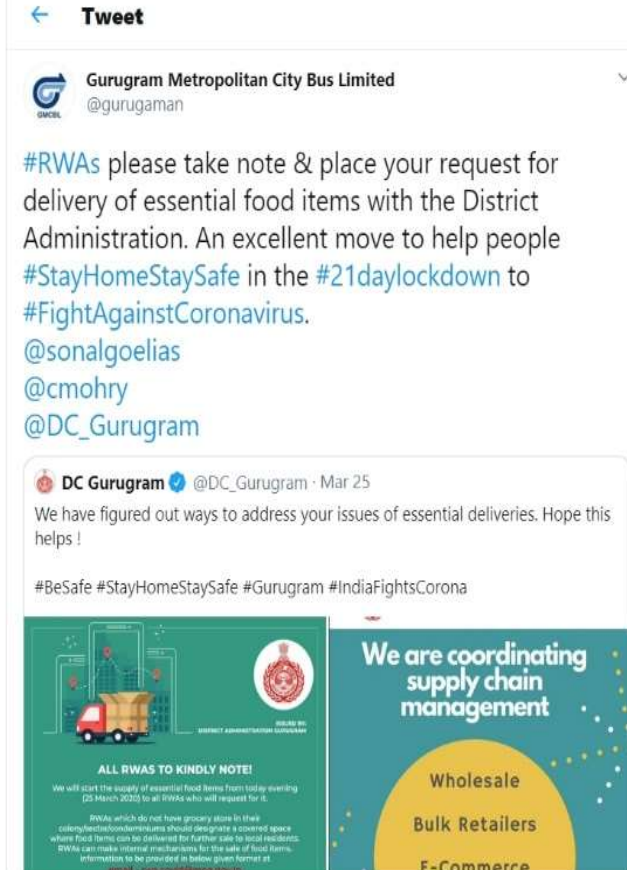 Tweet
Gurugram Metropolitan City Bus Limited
@gurugaman
GMCBL
#RWAs please take note & place your request for
delivery of essential food items with the District
Administration. An excellent move to help people
#StayHomeStaySafe in the #21daylockdown to
#FightAgainstCoronavirus.
@sonalgoelias
@cmohry
@DC_Gurugram
DC Gurugram @DC_Gurugram · Mar 25
We have figured out ways to address your issues of essential deliveries. Hope this
helps !
#BeSafe #StayHomeStaySafe #Gurugram #IndiaFightsCorona
ISSUED BY:
DISTRICT ADMINISTRATION GURUGRAM
ALL RWAS TO KINDLY NOTE!
We will start the supply of essential food items from today evening
(25 March 2020) to all RWAs who will request for it.
RWAs which do not have grocery store in their
colony/sector/condominiums should designate a covered space
where food items can be delivered for further sale to local residents.
RWAs can make internal mechanisms for the sale of food items.
Information to be provided in below given format at
We are coordinating
supply chain
management
Wholesale
Bulk Retailers
E-Commerce